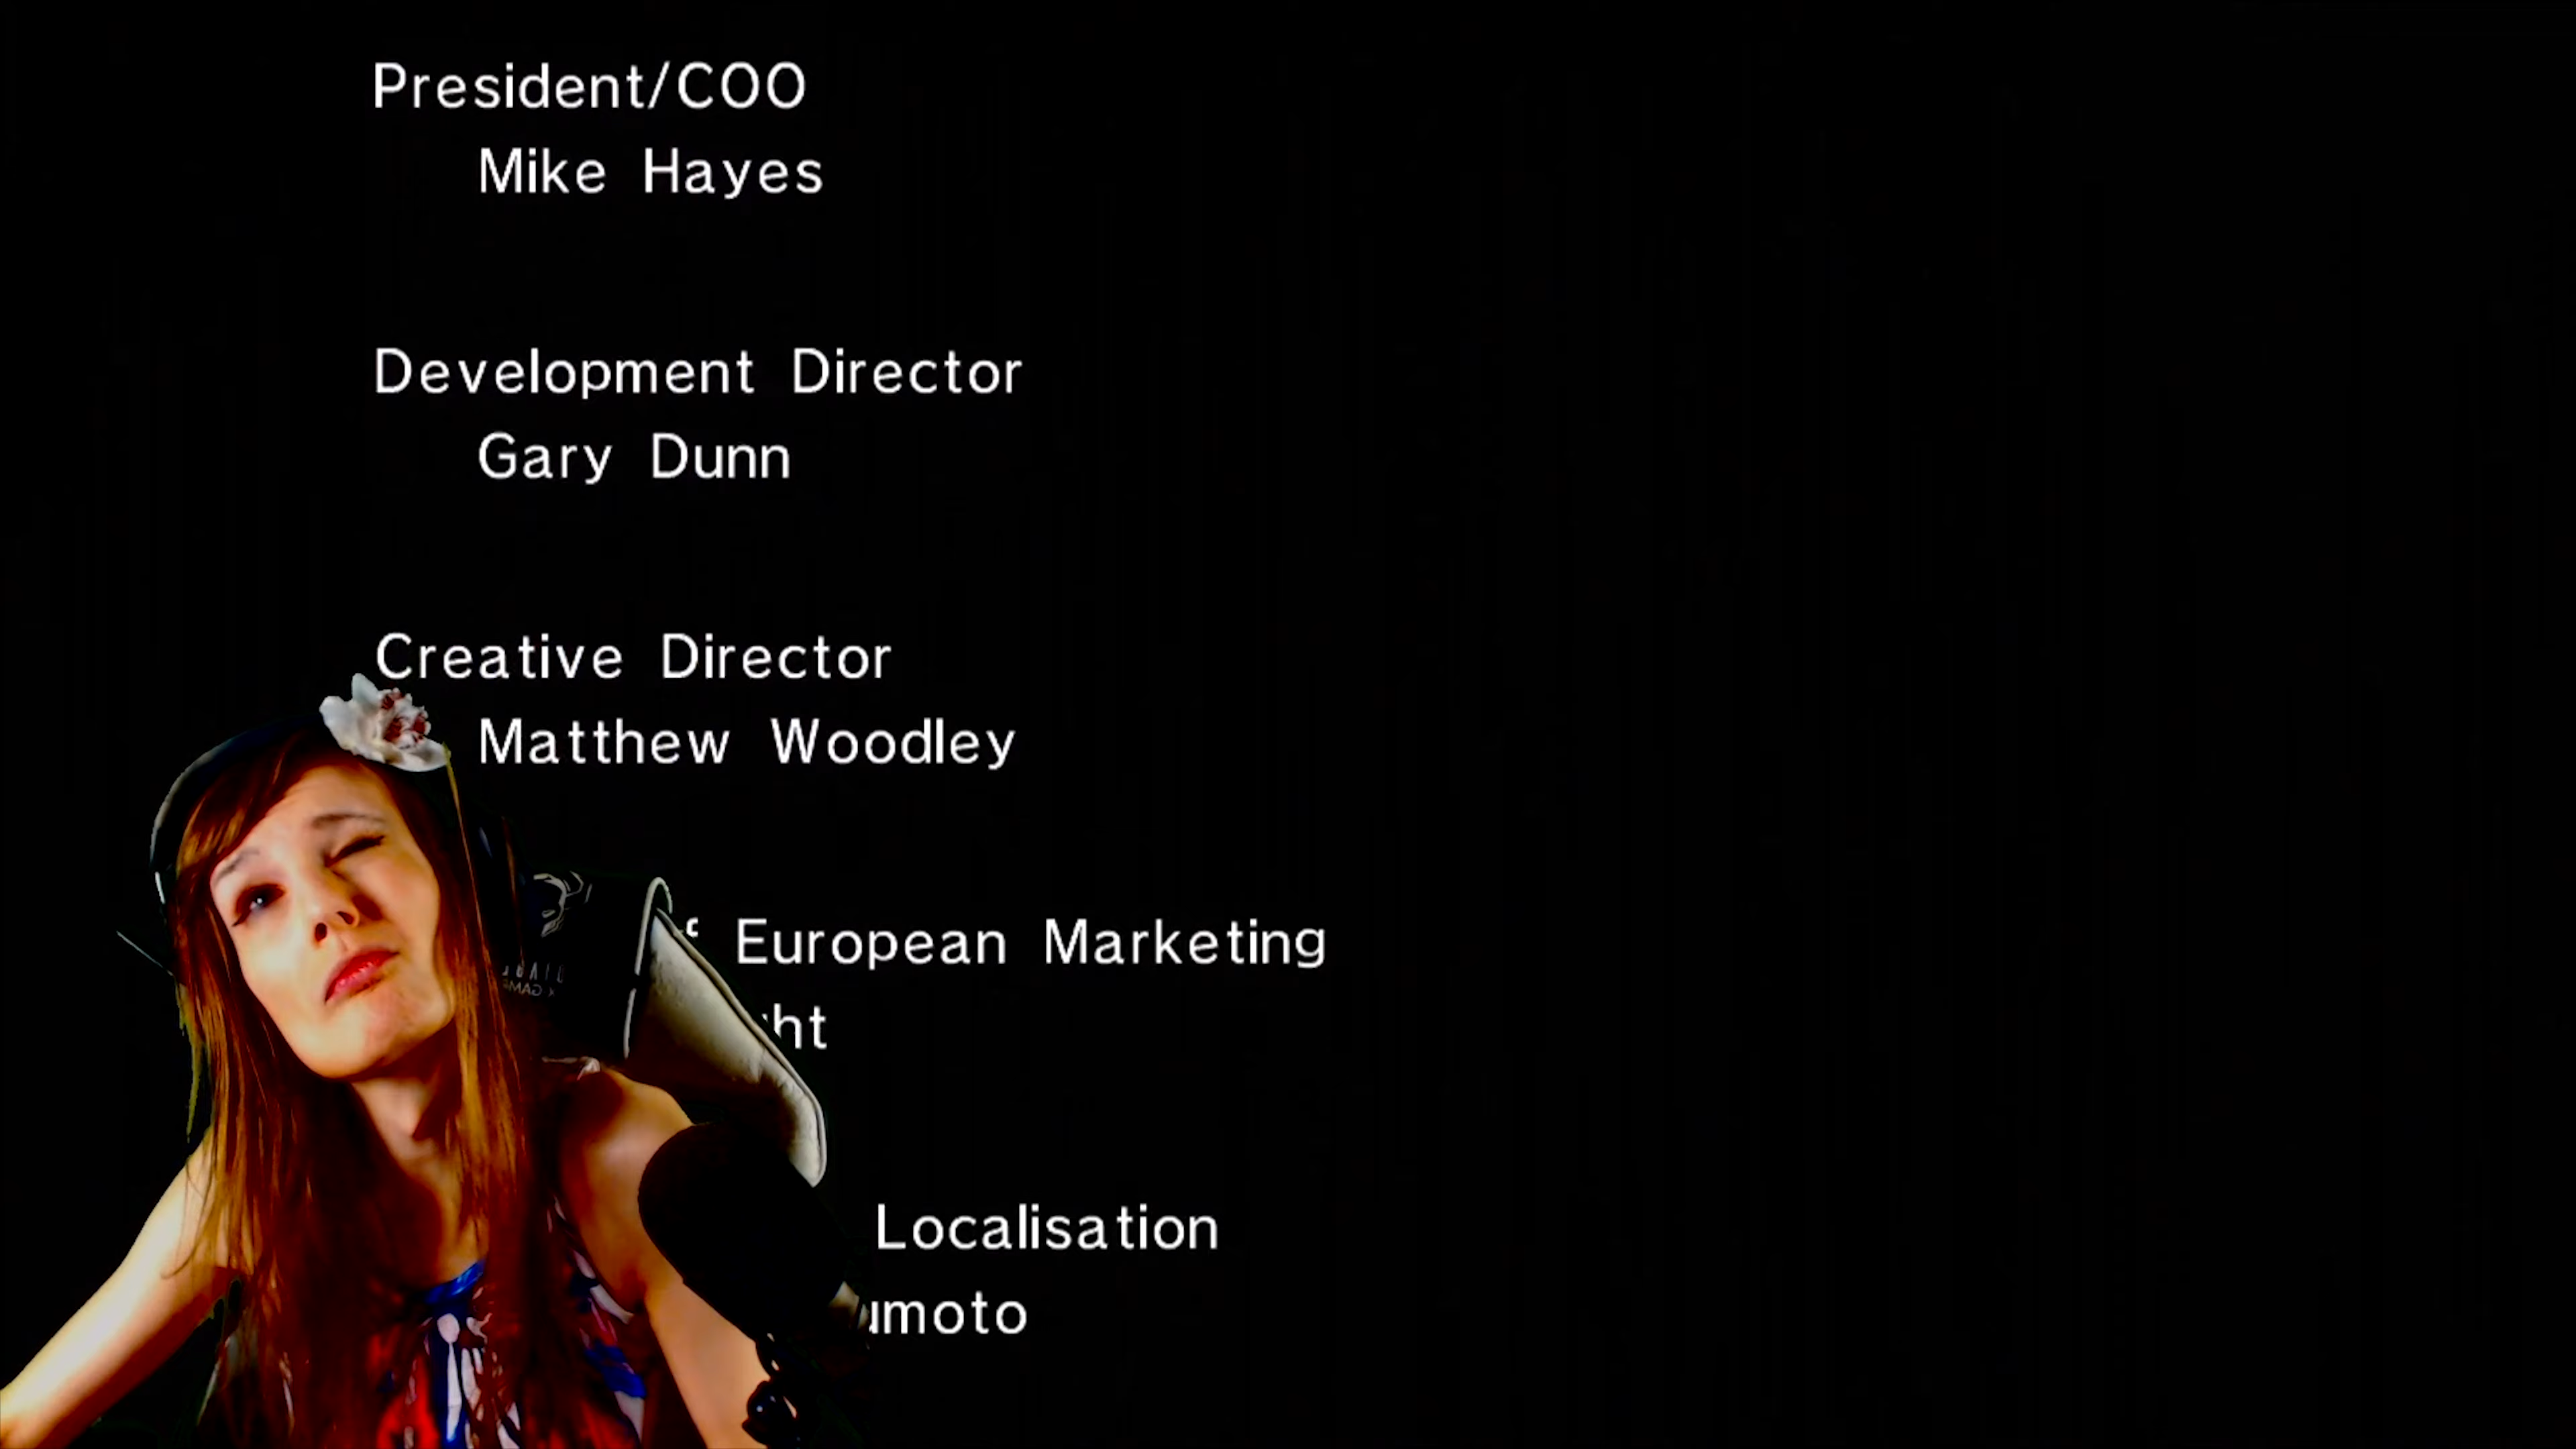 President/COO
Mike Hayes
Development Director
Gary Dunn
Creative Director
Matthew Woodley
European Marketing
Localisation